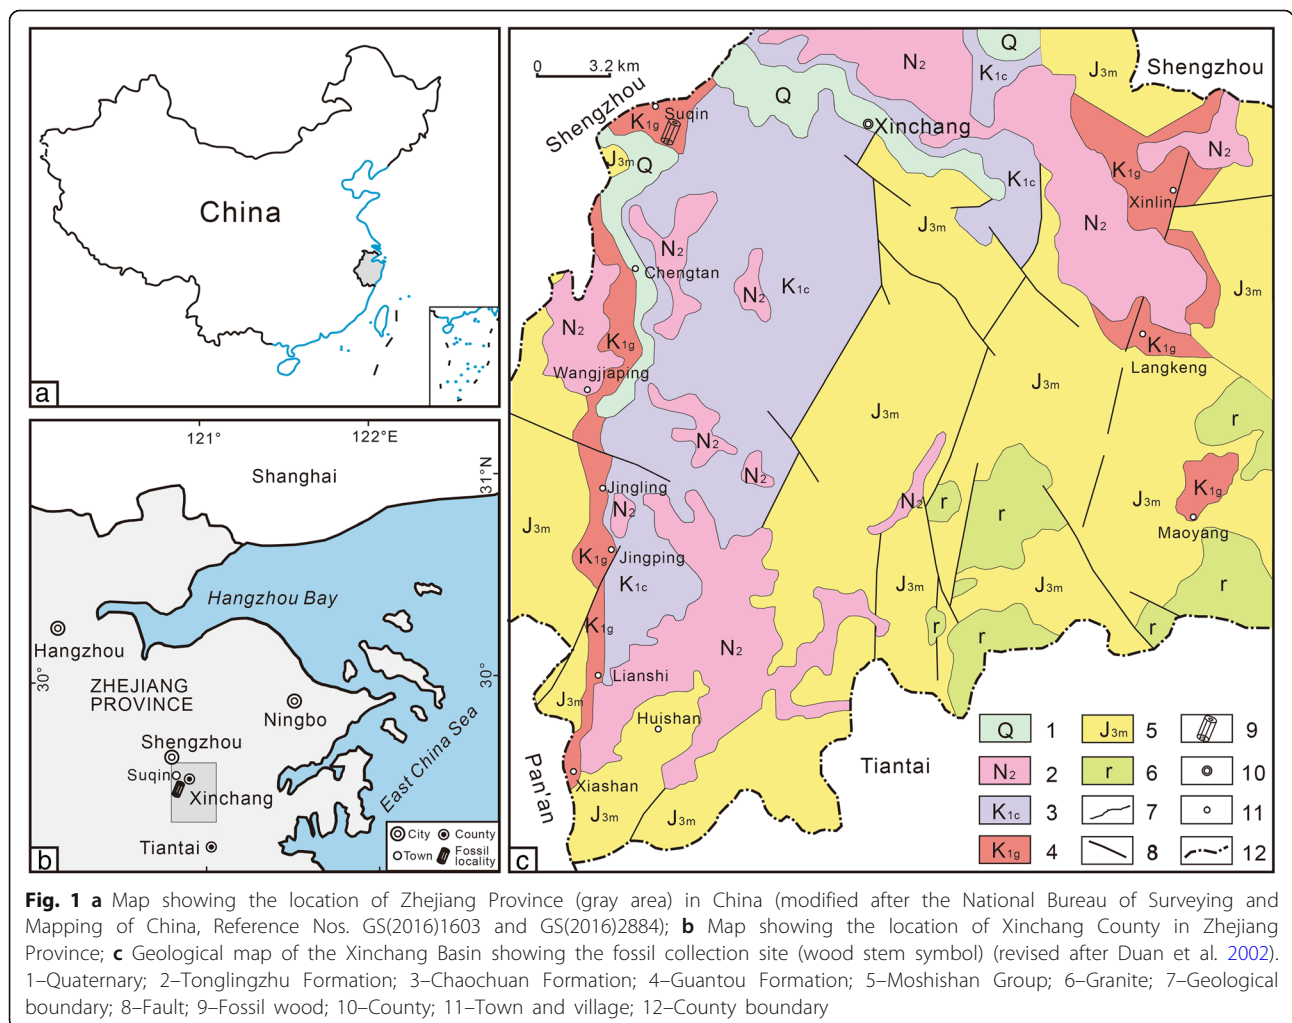 China
a
121°
122°E
Shanghai
31°N
Hangzhou Bay
Hangzhou
30°
30°
ZHEJIANG
PROVINCE
Ningbo
Shengzhou
Suqin
Xinchang
East China Sea
Tiantai
City
County
Town
Fossil
locality
b
0 3.2 km
N2
Q
K1c
J3m
Shengzhou
Shengzhou
Q
Suqin
K1g
Xinchang
J3m
Q
K1g
N2
K1c
Xinlin
J3m
N2
N2
Chengtan
N2
K1c
J3m
N2
K1g
K1g
Langkeng
Wangjiaping
J3m
J3m
r
N2
N2
Jingling
N2
J3m
N2
r
r
J3m
K1g
Maoyang
K1g
Jingping
K1c
J3m
J3m
r
K1g
N2
r
r
r
Lianshi
J3m
Huishan
Pan'an
Xiashan
Tiantai
J3m
J3m
Q 1 J3m 5 9
N2 2 r 6 10
K1c 3 7 11
K1g 4 8 12
c
Fig. 1 a Map showing the location of Zhejiang Province (gray area) in China (modified after the National Bureau of Surveying and
Mapping of China, Reference Nos. GS(2016)1603 and GS(2016)2884); b Map showing the location of Xinchang County in Zhejiang
Province; c Geological map of the Xinchang Basin showing the fossil collection site (wood stem symbol) (revised after Duan et al. 2002).
1–Quaternary; 2–Tonglingzhu Formation; 3–Chaochuan Formation; 4–Guantou Formation; 5–Moshishan Group; 6–Granite; 7–Geological
boundary; 8–Fault; 9–Fossil wood; 10–County; 11–Town and village; 12–County boundary